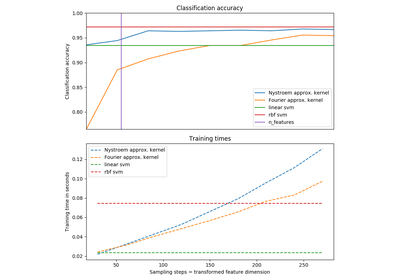 Classification accuracy
1.00
0.95
0.90
0.85
0.80
Classification accuracy
Nystroem approx. kernel
Fourier approx. kernel
linear svm
rbf svm
n_features
Training times
Nystroem approx. kernel
Fourier approx. kernel
linear svm
rbf svm
0.12
0.10
0.08
0.06
0.04
0.02
Training time in seconds
50
100
150
200
250
Sampling steps = transformed feature dimension